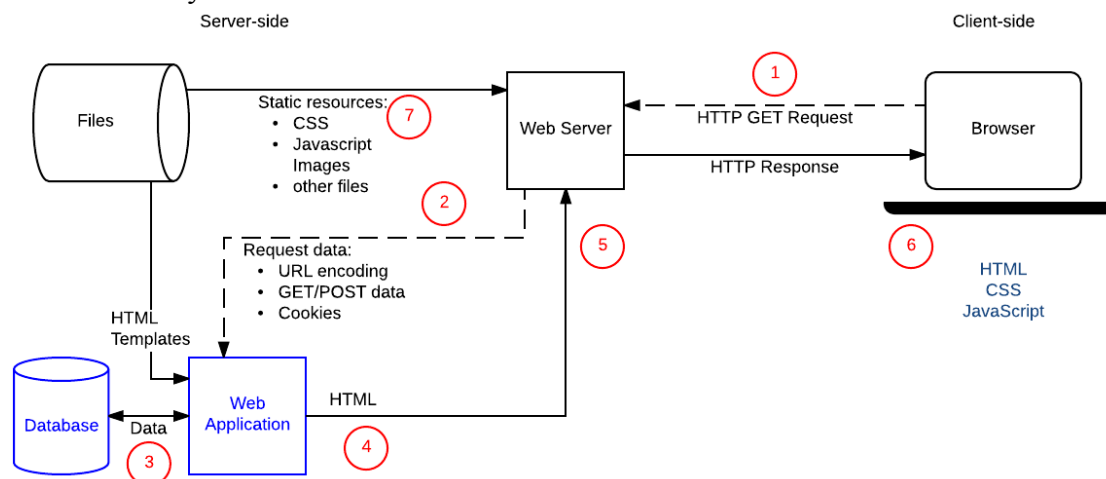 Server-side
Client-side
Files
Static resources:
• CSS
• Javascript
Images
• other files
7
Web Server
1
HTTP GET Request
HTTP Response
Browser
2
Request data:
• URL encoding
• GET/POST data
• Cookies
5
6
HTML
CSS
JavaScript
HTML
Templates
Database
Data
3
Web
Application
HTML
4